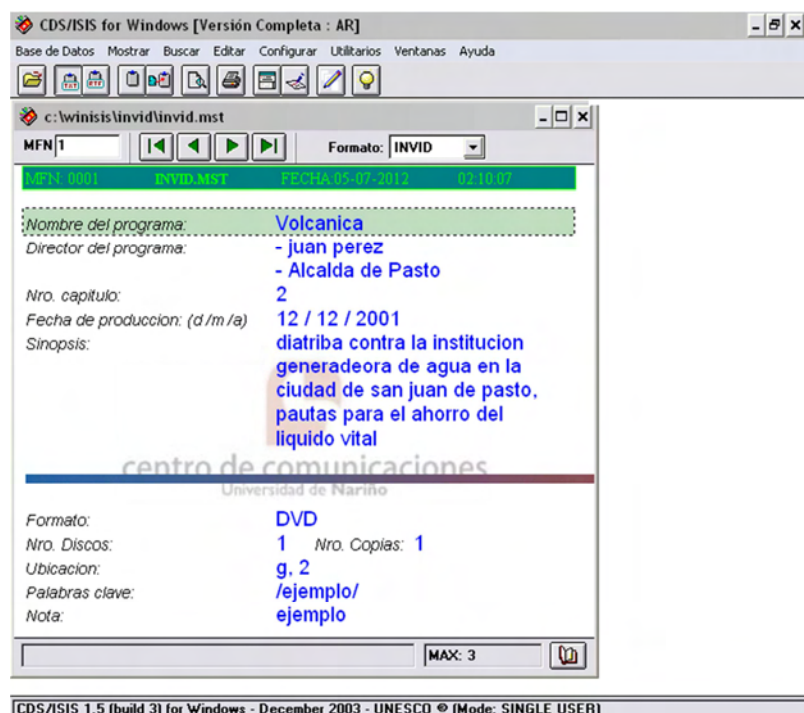 CDS/ISIS for Windows [Versión Completa : AR]
Base de Datos Mostrar Buscar Editar Configurar Utilitarios Ventanas Ayuda
c:\winisis\invid\invid.mst
MFN 1 Formato: INVID
MFN: 0001 INVID.MST FECHA:05-07-2012 02:10:07
Nombre del programa: Volcanica
Director del programa: - juan perez
- Alcalda de Pasto
Nro. capitulo: 2
Fecha de produccion: (d/m/a) 12 / 12 / 2001
Sinopsis: diatriba contra la institucion
generadeora de agua en la
ciudad de san juan de pasto,
pautas para el ahorro del
liquido vital
centro de comunicaciones
Universidad de Nariño
Formato: DVD
Nro. Discos: 1 Nro. Copias: 1
Ubicacion: g, 2
Palabras clave: /ejemplo/
Nota: ejemplo
MAX: 3
CDS/ISIS 1.5 (build 3) for Windows - December 2003 - UNESCO © (Mode: SINGLE USER)